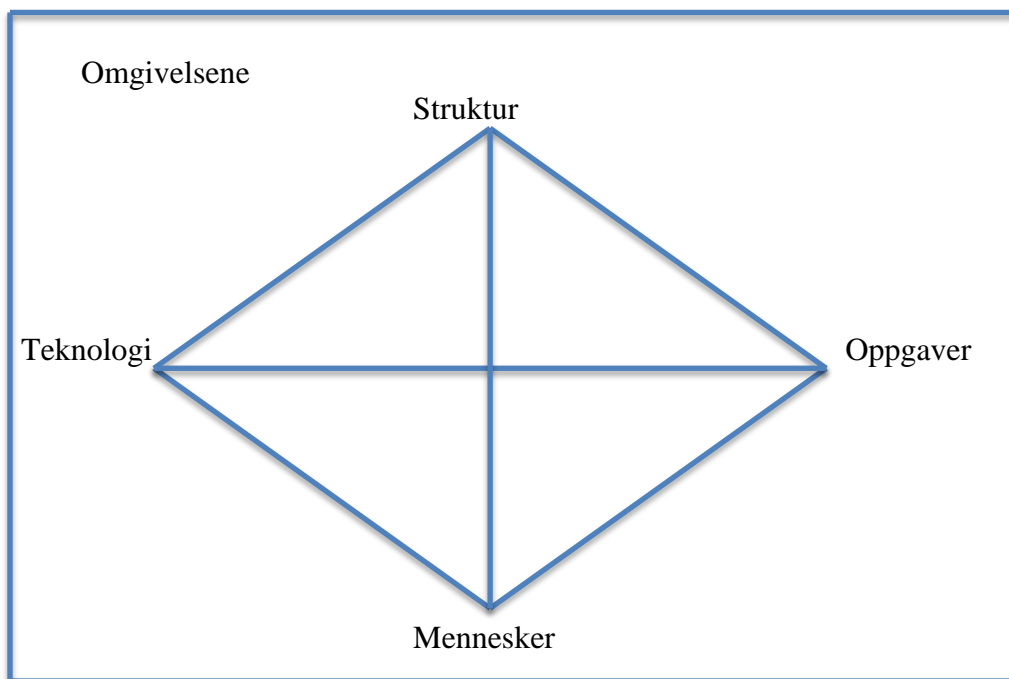 Omgivelsene
Struktur
Teknologi
Oppgaver
Mennesker